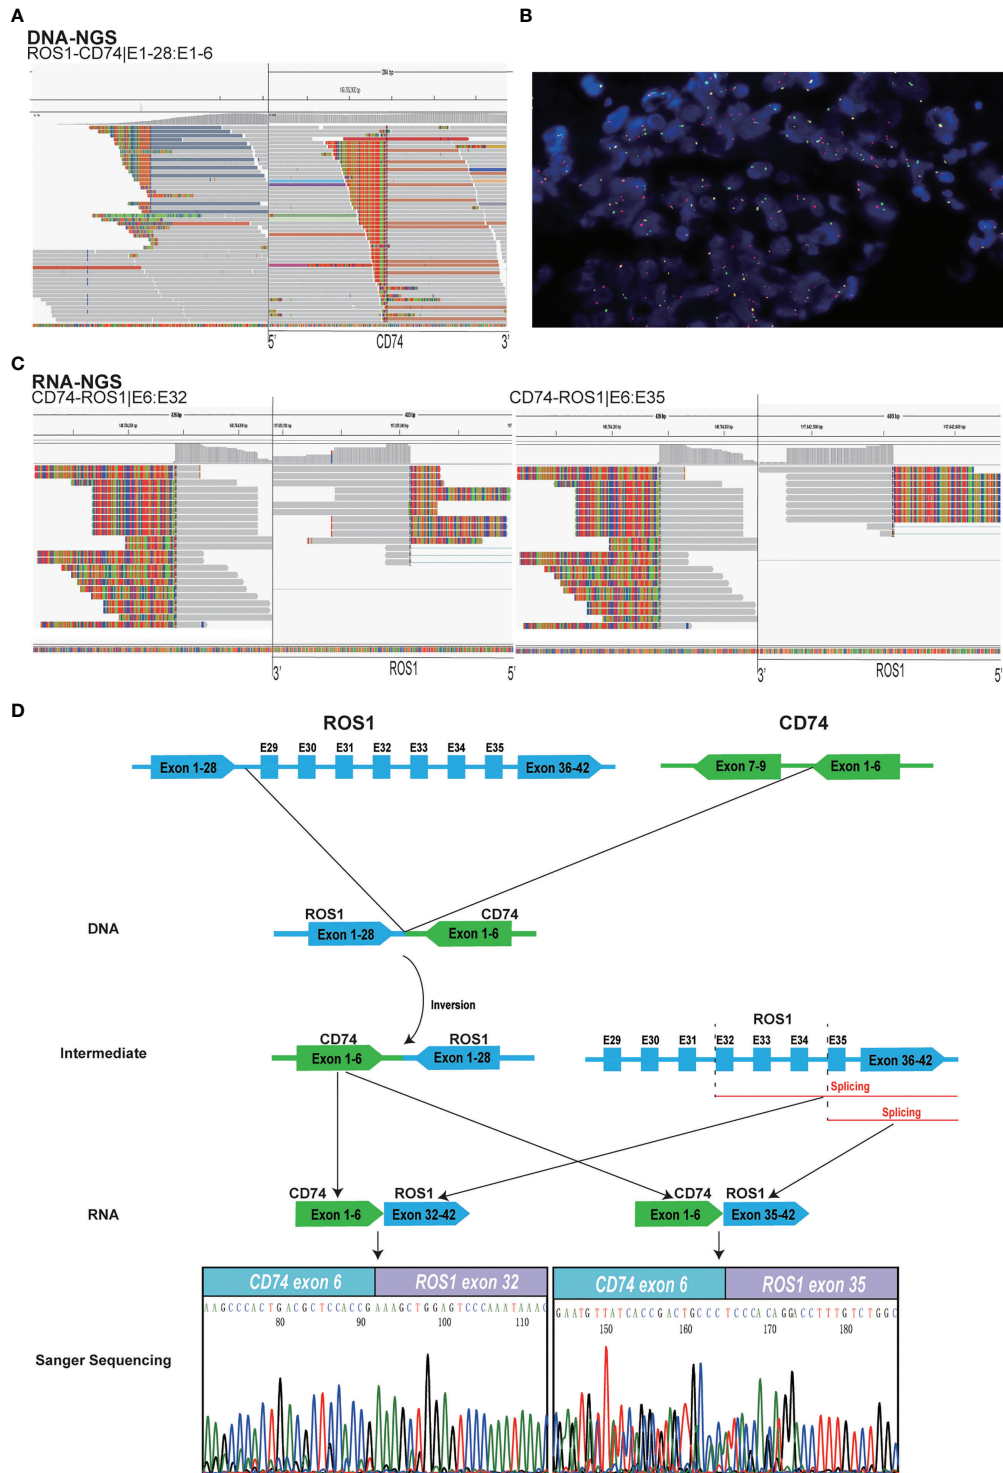 A
DNA-NGS
ROS1-CD74|E1-28:E1-6
5'
CD74
3'
B
C
RNA-NGS
CD74-ROS1|E6:E32
3'
ROS1
5'
CD74-ROS1|E6:E35
3'
ROS1
5'
D
ROS1
CD74
Exon 1-28
E29
E30
E31
E32
E33
E34
E35
Exon 36-42
Exon 7-9
Exon 1-6
DNA
ROS1
Exon 1-28
CD74
Exon 1-6
Inversion
Intermediate
CD74
Exon 1-6
ROS1
Exon 1-28
ROS1
E29
E30
E31
E32
E33
E34
E35
Exon 36-42
Splicing
Splicing
RNA
CD74
Exon 1-6
ROS1
Exon 32-42
CD74
Exon 1-6
ROS1
Exon 35-42
CD74 exon 6
ROS1 exon 32
AAGCCCACTGACGCTCCACCGAAAGCTGGAGTCCCAAATAAAC
80 90 100 110
CD74 exon 6
ROS1 exon 35
GAATGTTATCACCGACTGCCCTCCCACAGGACCTTTGTCTGGC
150 160 170 180
Sanger Sequencing